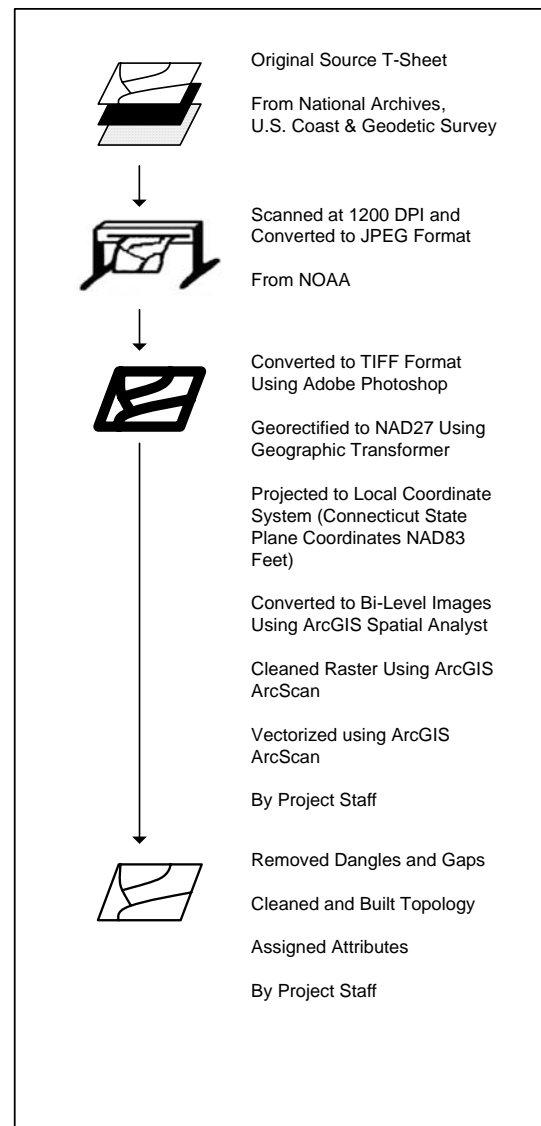 Original Source T-Sheet
From National Archives,
U.S. Coast & Geodetic Survey
Scanned at 1200 DPI and
Converted to JPEG Format
From NOAA
Converted to TIFF Format
Using Adobe Photoshop
Georectified to NAD27 Using
Geographic Transformer
Projected to Local Coordinate
System (Connecticut State
Plane Coordinates NAD83
Feet)
Converted to Bi-Level Images
Using ArcGIS Spatial Analyst
Cleaned Raster Using ArcGIS
ArcScan
Vectorized using ArcGIS
ArcScan
By Project Staff
Removed Dangles and Gaps
Cleaned and Built Topology
Assigned Attributes
By Project Staff